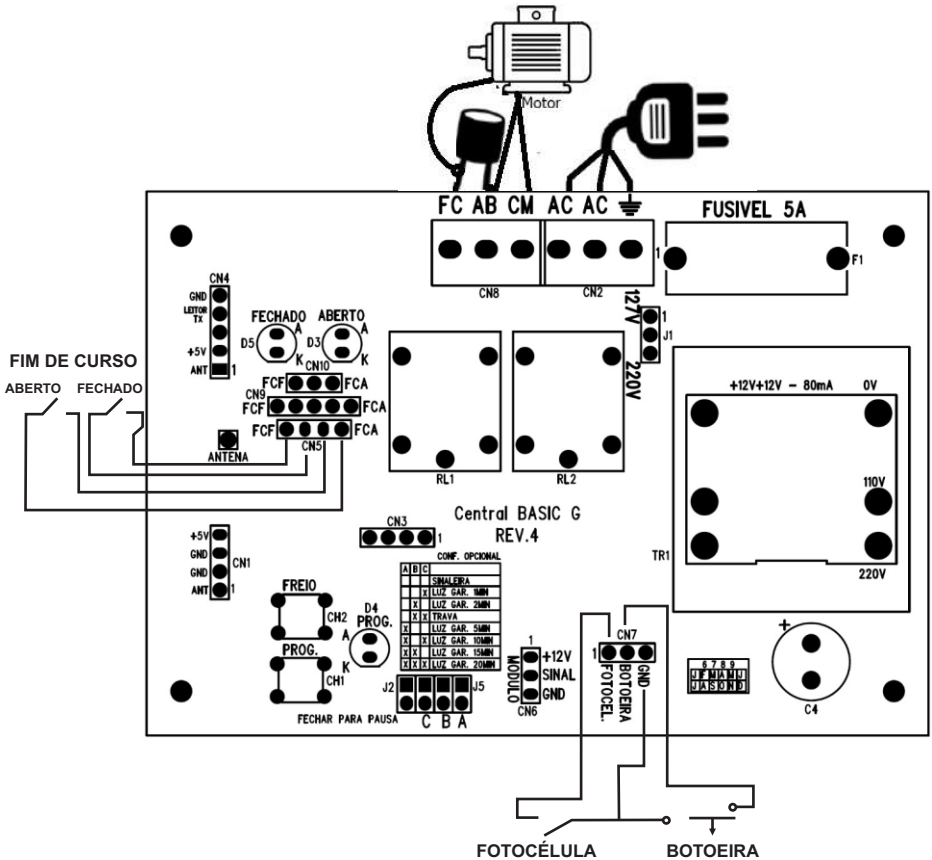 Motor
FC AB CM AC AC
FUSIVEL 5A
1
F1
CN8
CN2
CN4
GND
LEITOR
TX
+5V
ANT
1
FECHADO
D5
A
K
ABERTO
D3
A
K
127V
1
J1
220V
FIM DE CURSO
ABERTO
FECHADO
CN10
FCF
FCA
CN9
FCF
FCA
FCF
FCA
CN5
ANTENA
RL1
RL2
+12V+12V - 80mA
0V
110V
220V
TR1
Central BASIC G
REV.4
CN3
1
+5V
GND
GND
ANT
CN1
1
CONF. OPCIONAL
A B C
SINALEIRA
X LUZ GAR. 1MIN
X LUZ GAR. 2MIN
X X TRAVA
X LUZ GAR. 5MIN
X X LUZ GAR. 10MIN
X X LUZ GAR. 15MIN
X X X LUZ GAR. 20MIN
FREIO
CH2
D4
PROG.
A
K
PROG.
CH1
J2
J5
FECHAR PARA PAUSA
C B A
1
MODULO
+12V
SINAL
GND
CN6
CN7
1
FOTOCEL.
BOTOEIRA
GND
6 7 8 9
J F M A M J
J A S O N D
+
C4
FOTOCÉLULA
BOTOEIRA